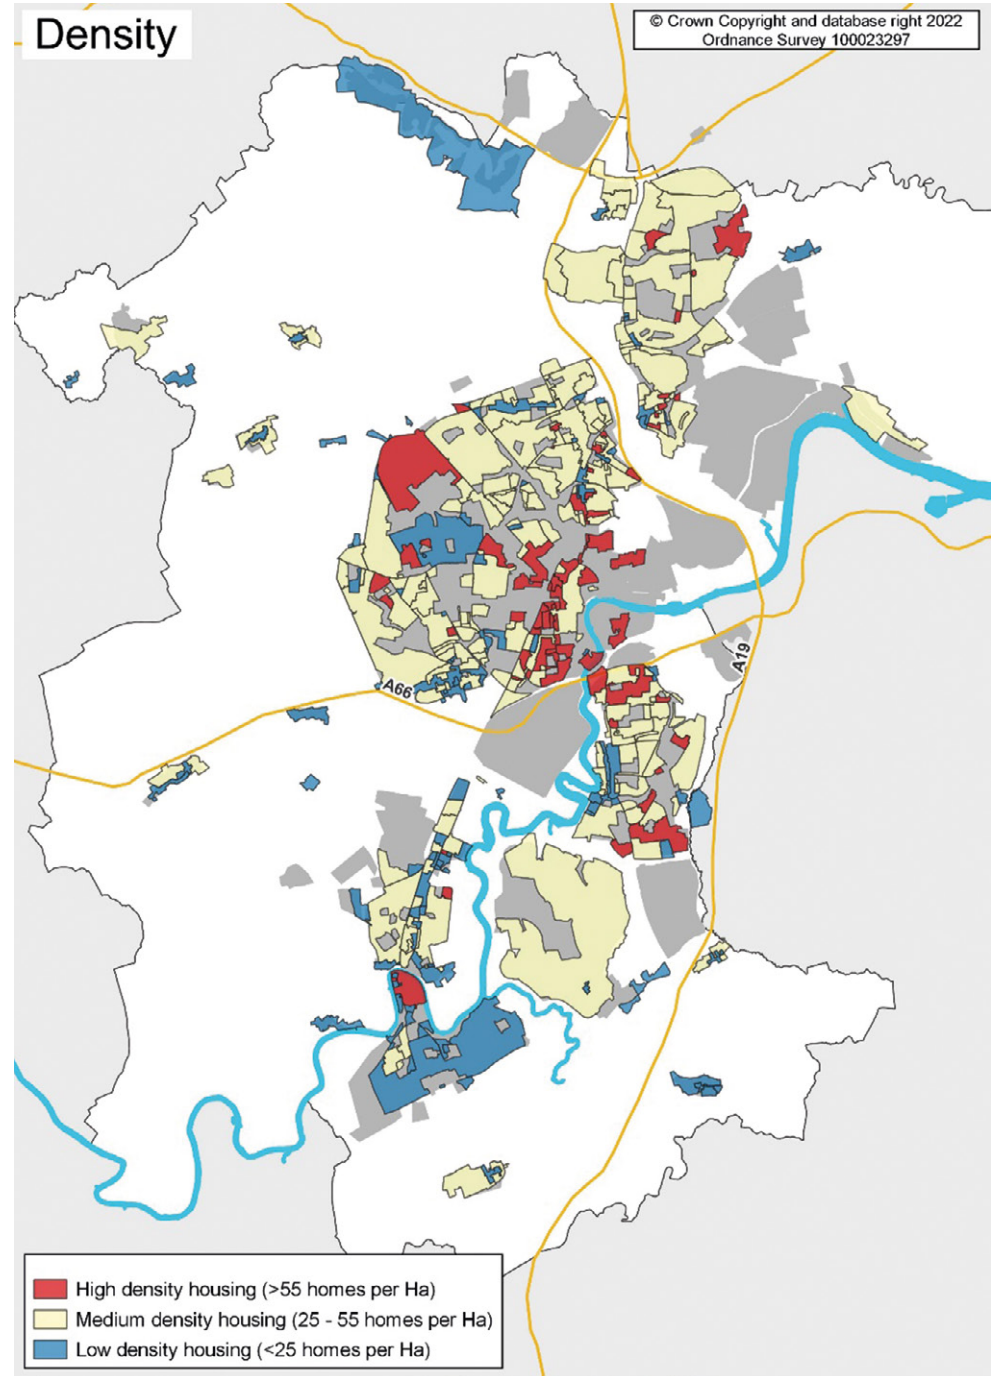 Density
© Crown Copyright and database right 2022
Ordnance Survey 100023297
A19
A66
High density housing (>55 homes per Ha)
Medium density housing (25 - 55 homes per Ha)
Low density housing (<25 homes per Ha)